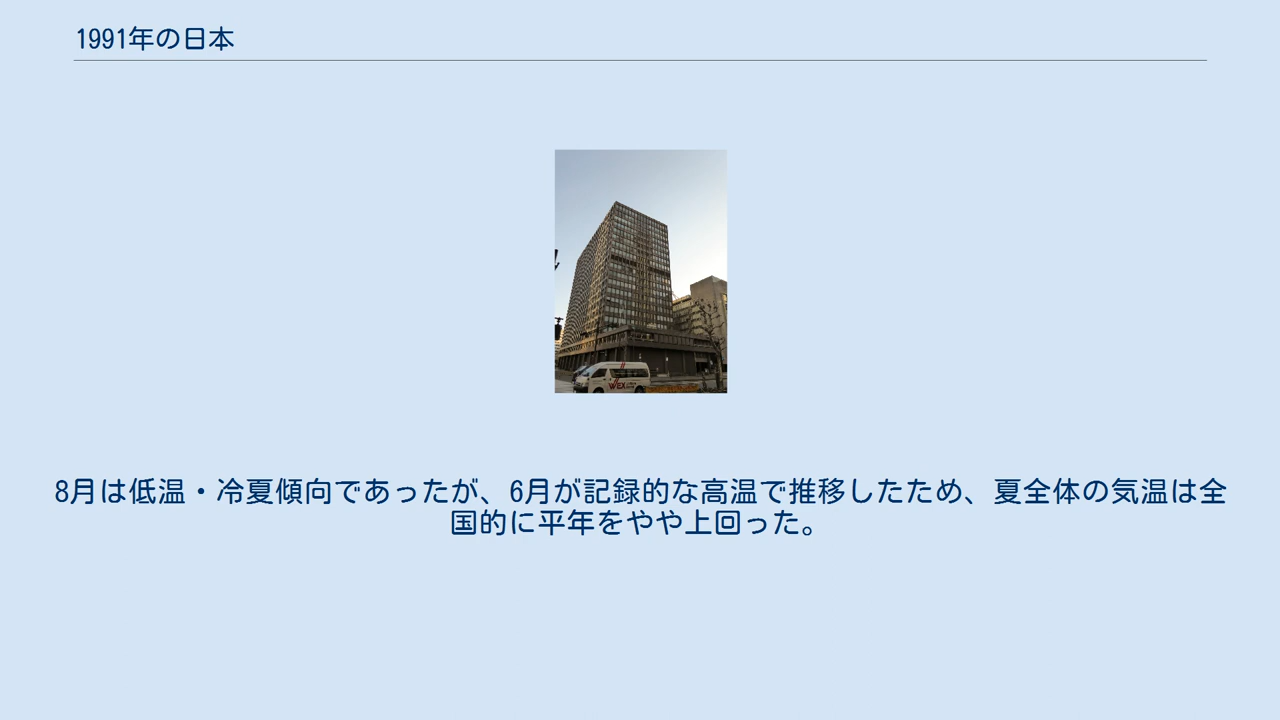 1991年の日本
WEX
8月は低温・冷夏傾向であったが、6月が記録的な高温で推移したため、夏全体の気温は全
国的に平年をやや上回った。